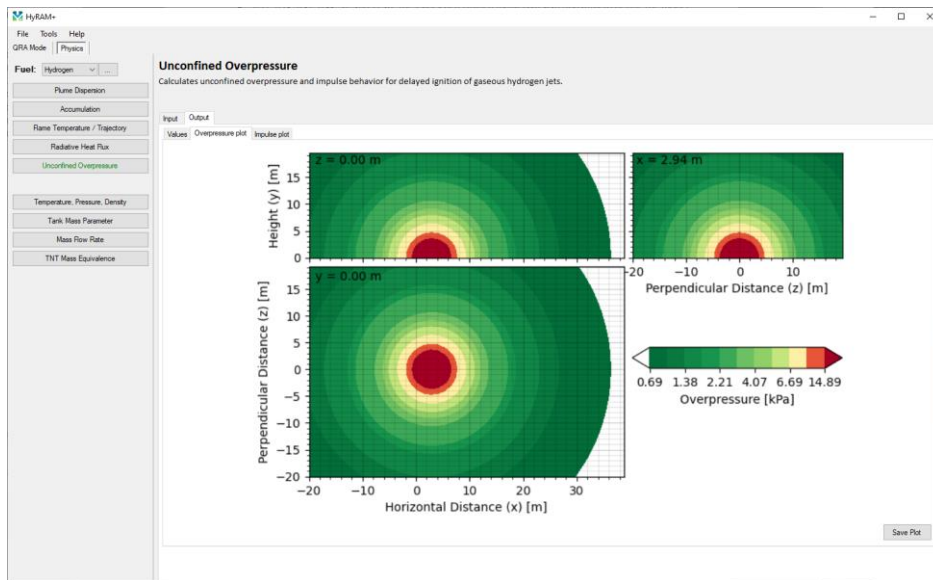 HyRAM+
File Tools Help
QRA Mode Physics
Fuel: Hydrogen ...
Plume Dispersion
Accumulation
Flame Temperature / Trajectory
Radiative Heat Flux
Unconfined Overpressure
Temperature, Pressure, Density
Tank Mass Parameter
Mass Flow Rate
TNT Mass Equivalence
Unconfined Overpressure
Calculates unconfined overpressure and impulse behavior for delayed ignition of gaseous hydrogen jets.
Input Output
Values Overpressure plot Impulse plot
z = 0.00 m
Height (y) [m]
15
10
5
0
x = 2.94 m
−20 −10 0 10
Perpendicular Distance (z) [m]
y = 0.00 m
Perpendicular Distance (z) [m]
15
10
5
0
−5
−10
−15
−20
−20 −10 0 10 20 30
Horizontal Distance (x) [m]
0.69 1.38 2.21 4.07 6.69 14.89
Overpressure [kPa]
Save Plot